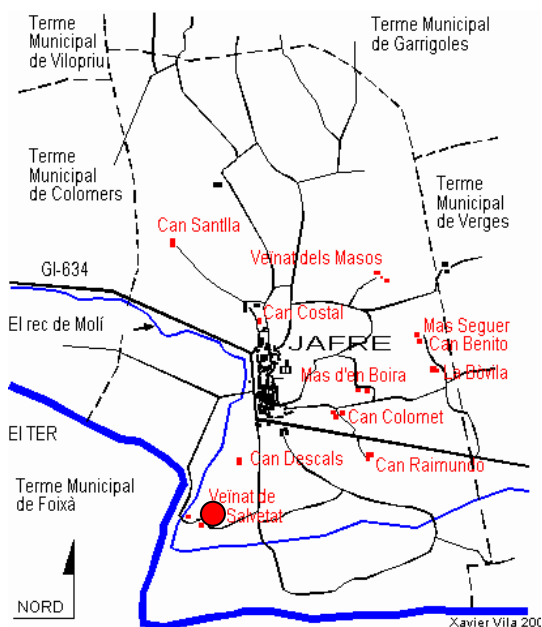 Terme
Municipal
de Vilopriu
Terme
Municipal
de Garrigoles
Terme
Municipal
de Colomers
Terme
Municipal
de Verges
Can Santlla
Veïnat dels Masos
GI-634
Can Costal
El rec de Molí
JAFRE
Mas Seguer
Can Benito
Mas d'en Boira
La Bòvila
Can Colomet
El TER
Can Descals
Can Raimundo
Terme Municipal
de Foixà
Veïnat de
Salvetat
NORD
Xavier Vila 200